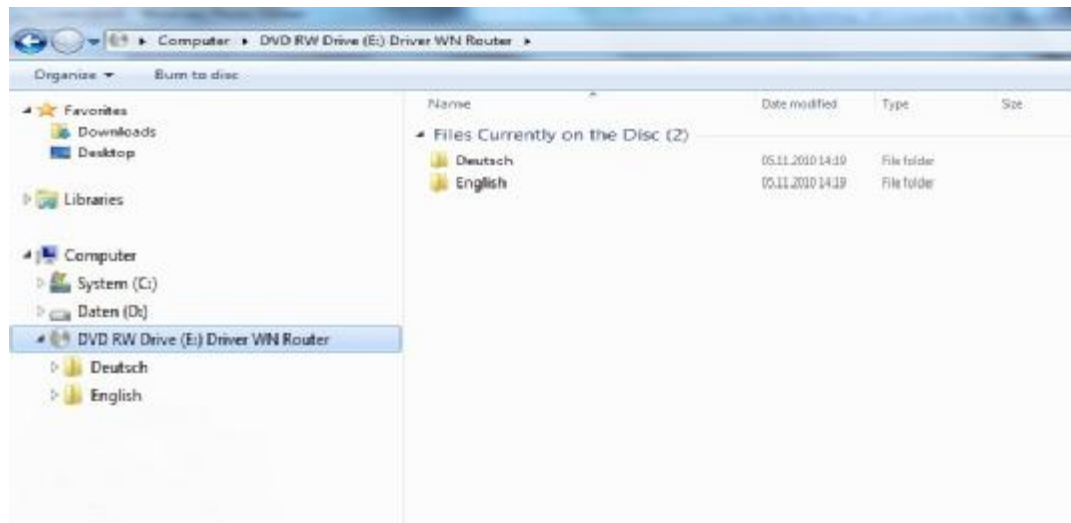 Computer ▸ DVD RW Drive (E:) Driver WN Router
Organize Burn to disc
Favorites
Downloads
Desktop
Libraries
Computer
System (C:)
Daten (D:)
DVD RW Drive (E:) Driver WN Router
Deutsch
English
Name Date modified Type Size
Files Currently on the Disc (2)
Deutsch 05.11.2010 14:19 File folder
English 05.11.2010 14:19 File folder